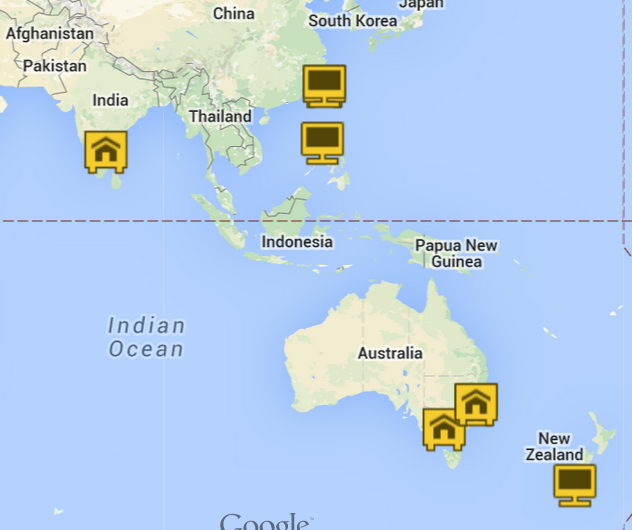 Japan
China
South Korea
Afghanistan
Pakistan
India
Thailand
Indonesia
Papua New
Guinea
Indian
Ocean
Australia
New
Zealand
Google